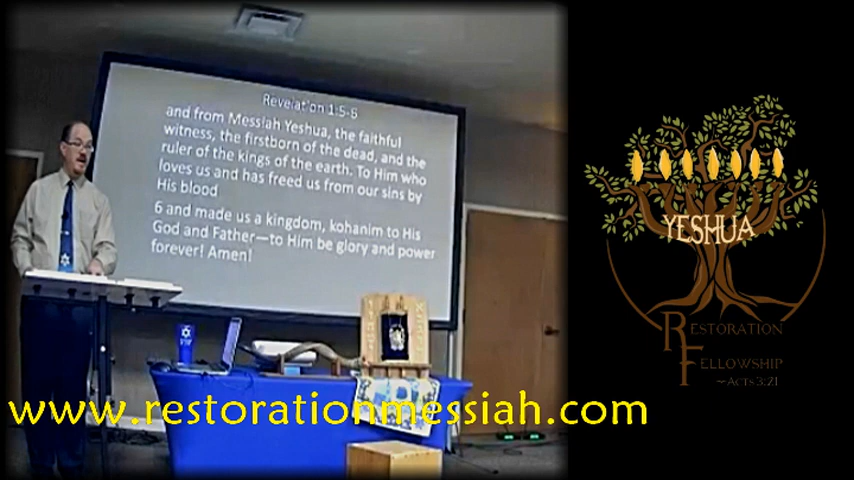 Revelation 1:5-6
and from Messiah Yeshua, the faithful
witness, the firstborn of the dead, and the
ruler of the kings of the earth. To Him who
loves us and has freed us from our sins by
His blood
6 and made us a kingdom, kohanim to His
God and Father—to Him be glory and power
forever! Amen!
YESHUA
RESTORATION
FELLOWSHIP
~ACTS 3:21
www.restorationmessiah.com